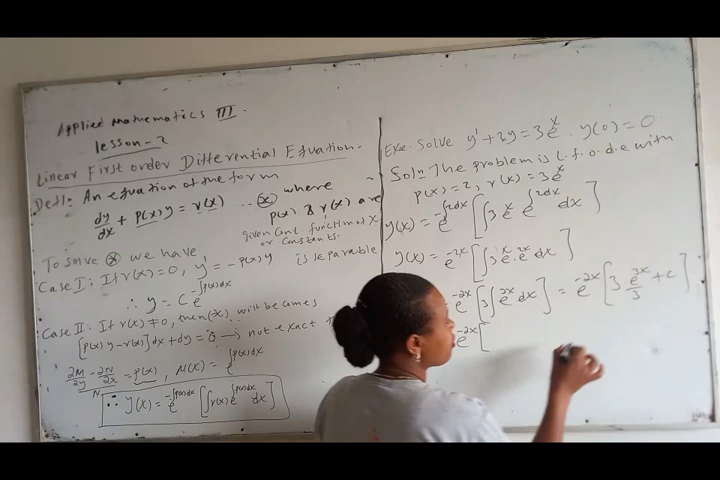 Applied Mathematics III
lesson-2
Linear First order Differential Equation.
Defn: An equation of the form
dy/dx + p(x)y = r(x) ... (*) where
p(x) & r(x) are
given cont function of x
or constants.
To solve (*) we have,
Case I: If r(x)=0, y' = -p(x)y is separable
∴ y = C e^{-∫p(x)dx}
Case II: If r(x) ≠ 0, then (*) will becomes
[p(x)y - r(x)]dx + dy = 0 → not exact
∂M/∂y - ∂N/∂x / N = p(x), μ(x) = e^{∫p(x)dx}
∴ y(x) = e^{-∫p(x)dx} [∫r(x) e^{∫p(x)dx} dx]
Exe. Solve y' + 2y = 3e^x, y(0) = 0
Soln: The problem is L.f.o.d.e with
p(x) = 2, r(x) = 3e^x
y(x) = e^{-∫2dx} [∫3e^x e^{∫2dx} dx]
y(x) = e^{-2x} [∫3e^x . e^{2x} dx]
e^{-2x} [3∫e^{3x} dx] = e^{-2x} [3 . e^{3x}/3 + c]
e^{-2x} [